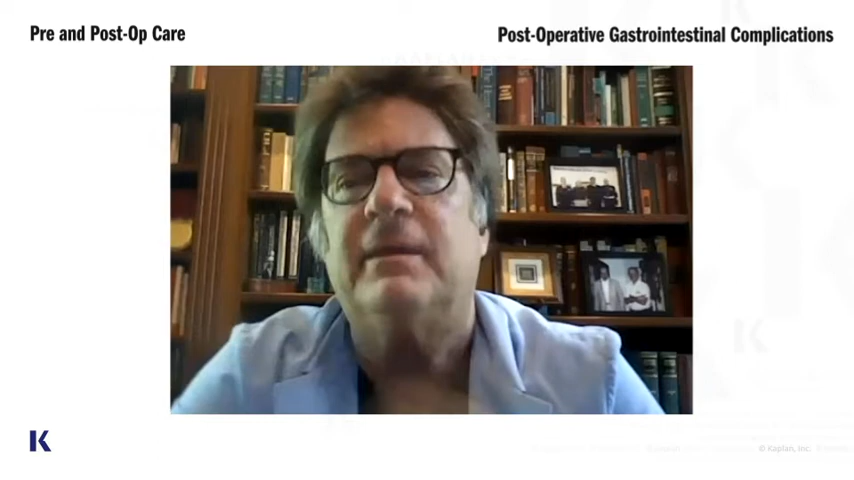 Pre and Post-Op Care
Post-Operative Gastrointestinal Complications
K
© Kaplan, Inc.